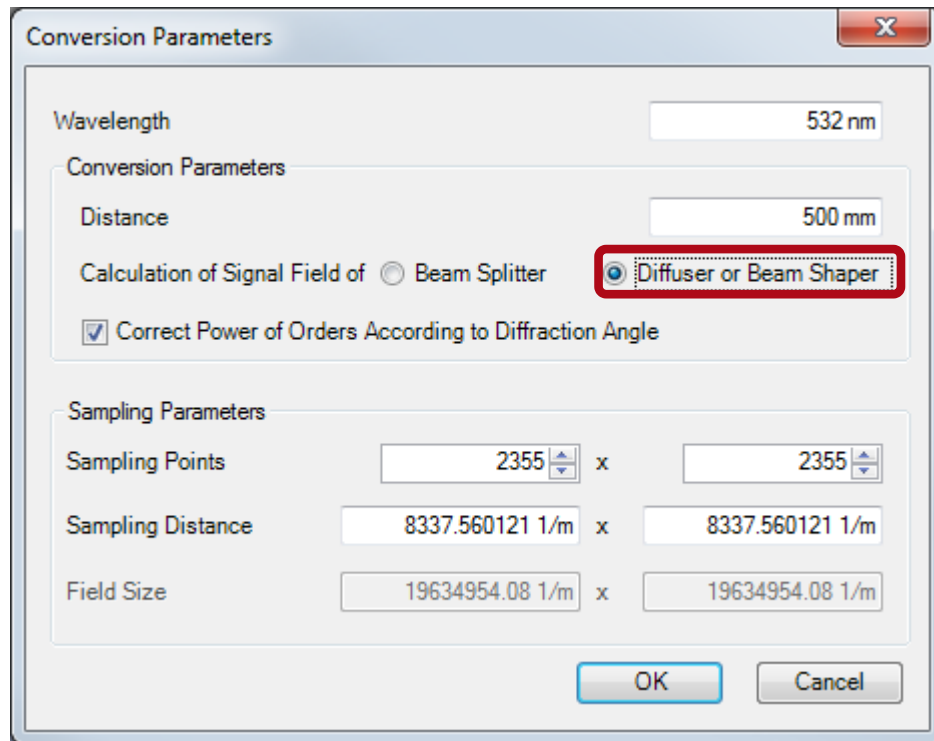 Conversion Parameters
Wavelength 532 nm
Conversion Parameters
Distance 500 mm
Calculation of Signal Field of Beam Splitter Diffuser or Beam Shaper
Correct Power of Orders According to Diffraction Angle
Sampling Parameters
Sampling Points 2355 x 2355
Sampling Distance 8337.560121 1/m x 8337.560121 1/m
Field Size 19634954.08 1/m x 19634954.08 1/m
OK Cancel